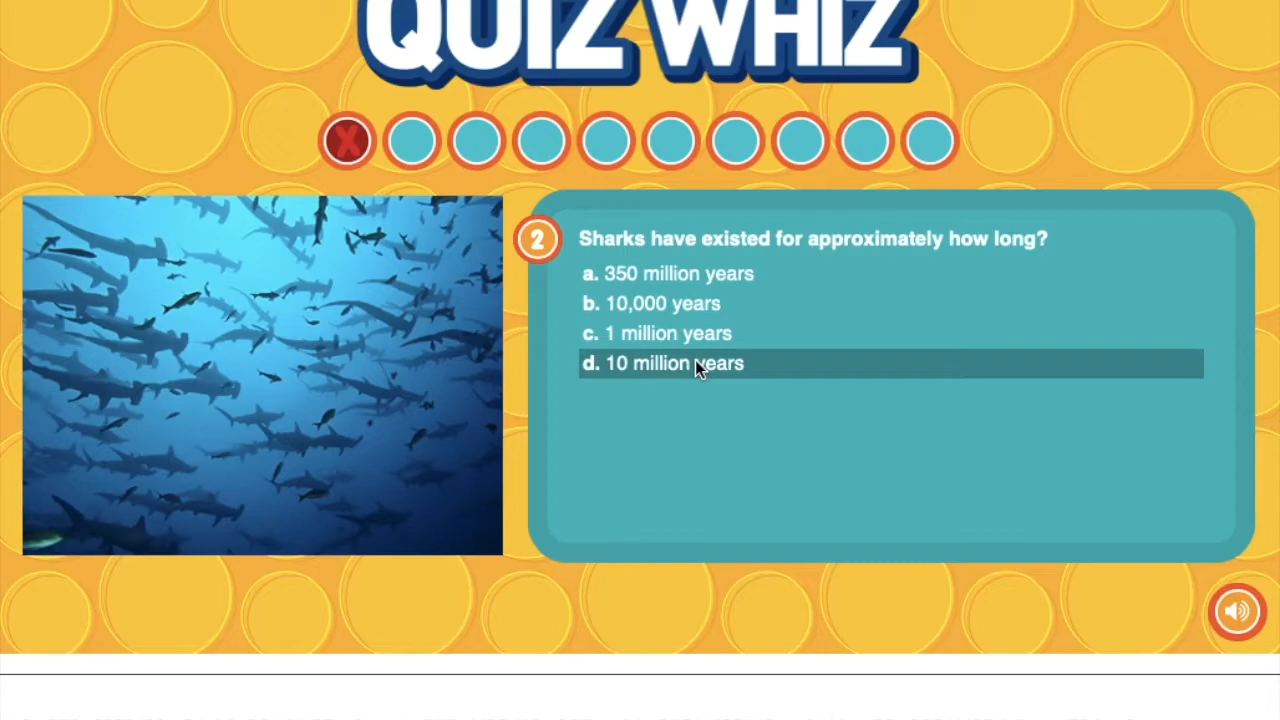 QUIZ WHIZ
X
2
Sharks have existed for approximately how long?
a. 350 million years
b. 10,000 years
c. 1 million years
d. 10 million years